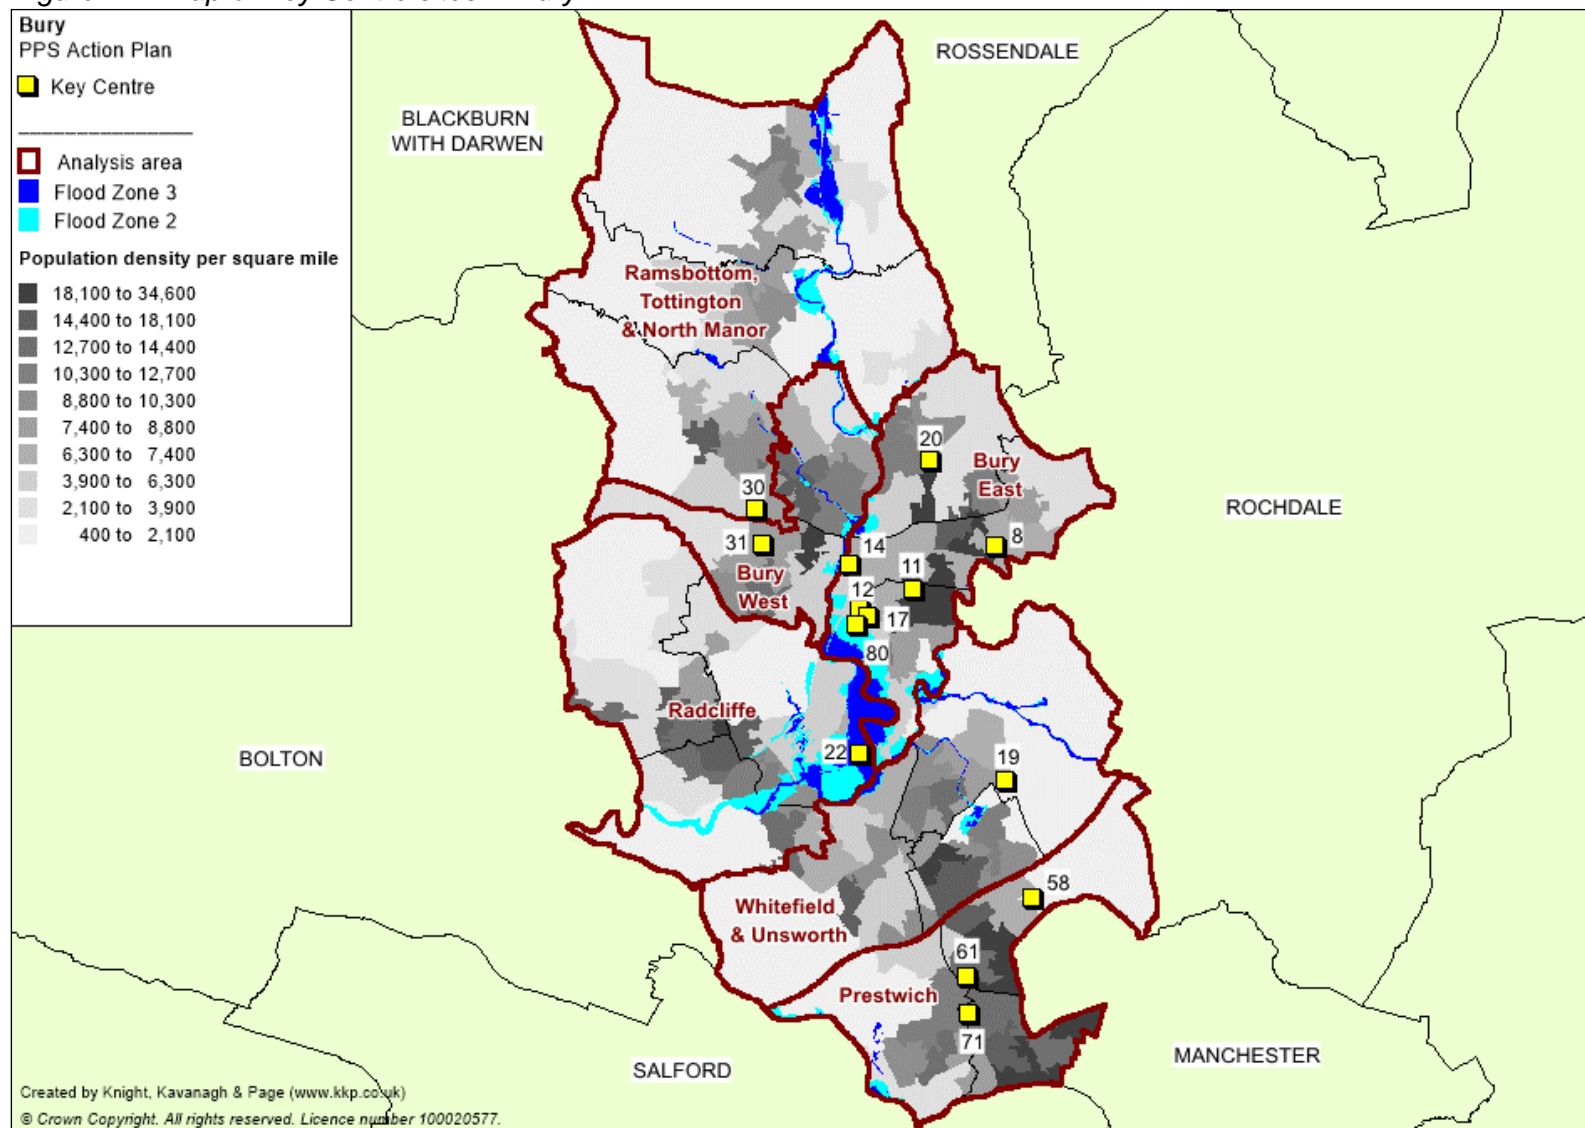 Bury
PPS Action Plan
Key Centre
Analysis area
Flood Zone 3
Flood Zone 2
Population density per square mile
18,100 to 34,600
14,400 to 18,100
12,700 to 14,400
10,300 to 12,700
8,800 to 10,300
7,400 to 8,800
6,300 to 7,400
3,900 to 6,300
2,100 to 3,900
400 to 2,100
ROSSENDALE
BLACKBURN
WITH DARWEN
Ramsbottom,
Tottington
& North Manor
20
Bury
East
30
ROCHDALE
31
14
8
Bury
West
11
12
17
80
Radcliffe
22
19
BOLTON
58
Whitefield
& Unsworth
61
Prestwich
71
SALFORD
MANCHESTER
Created by Knight, Kavanagh & Page (www.kkp.co.uk)
© Crown Copyright. All rights reserved. Licence number 100020577.